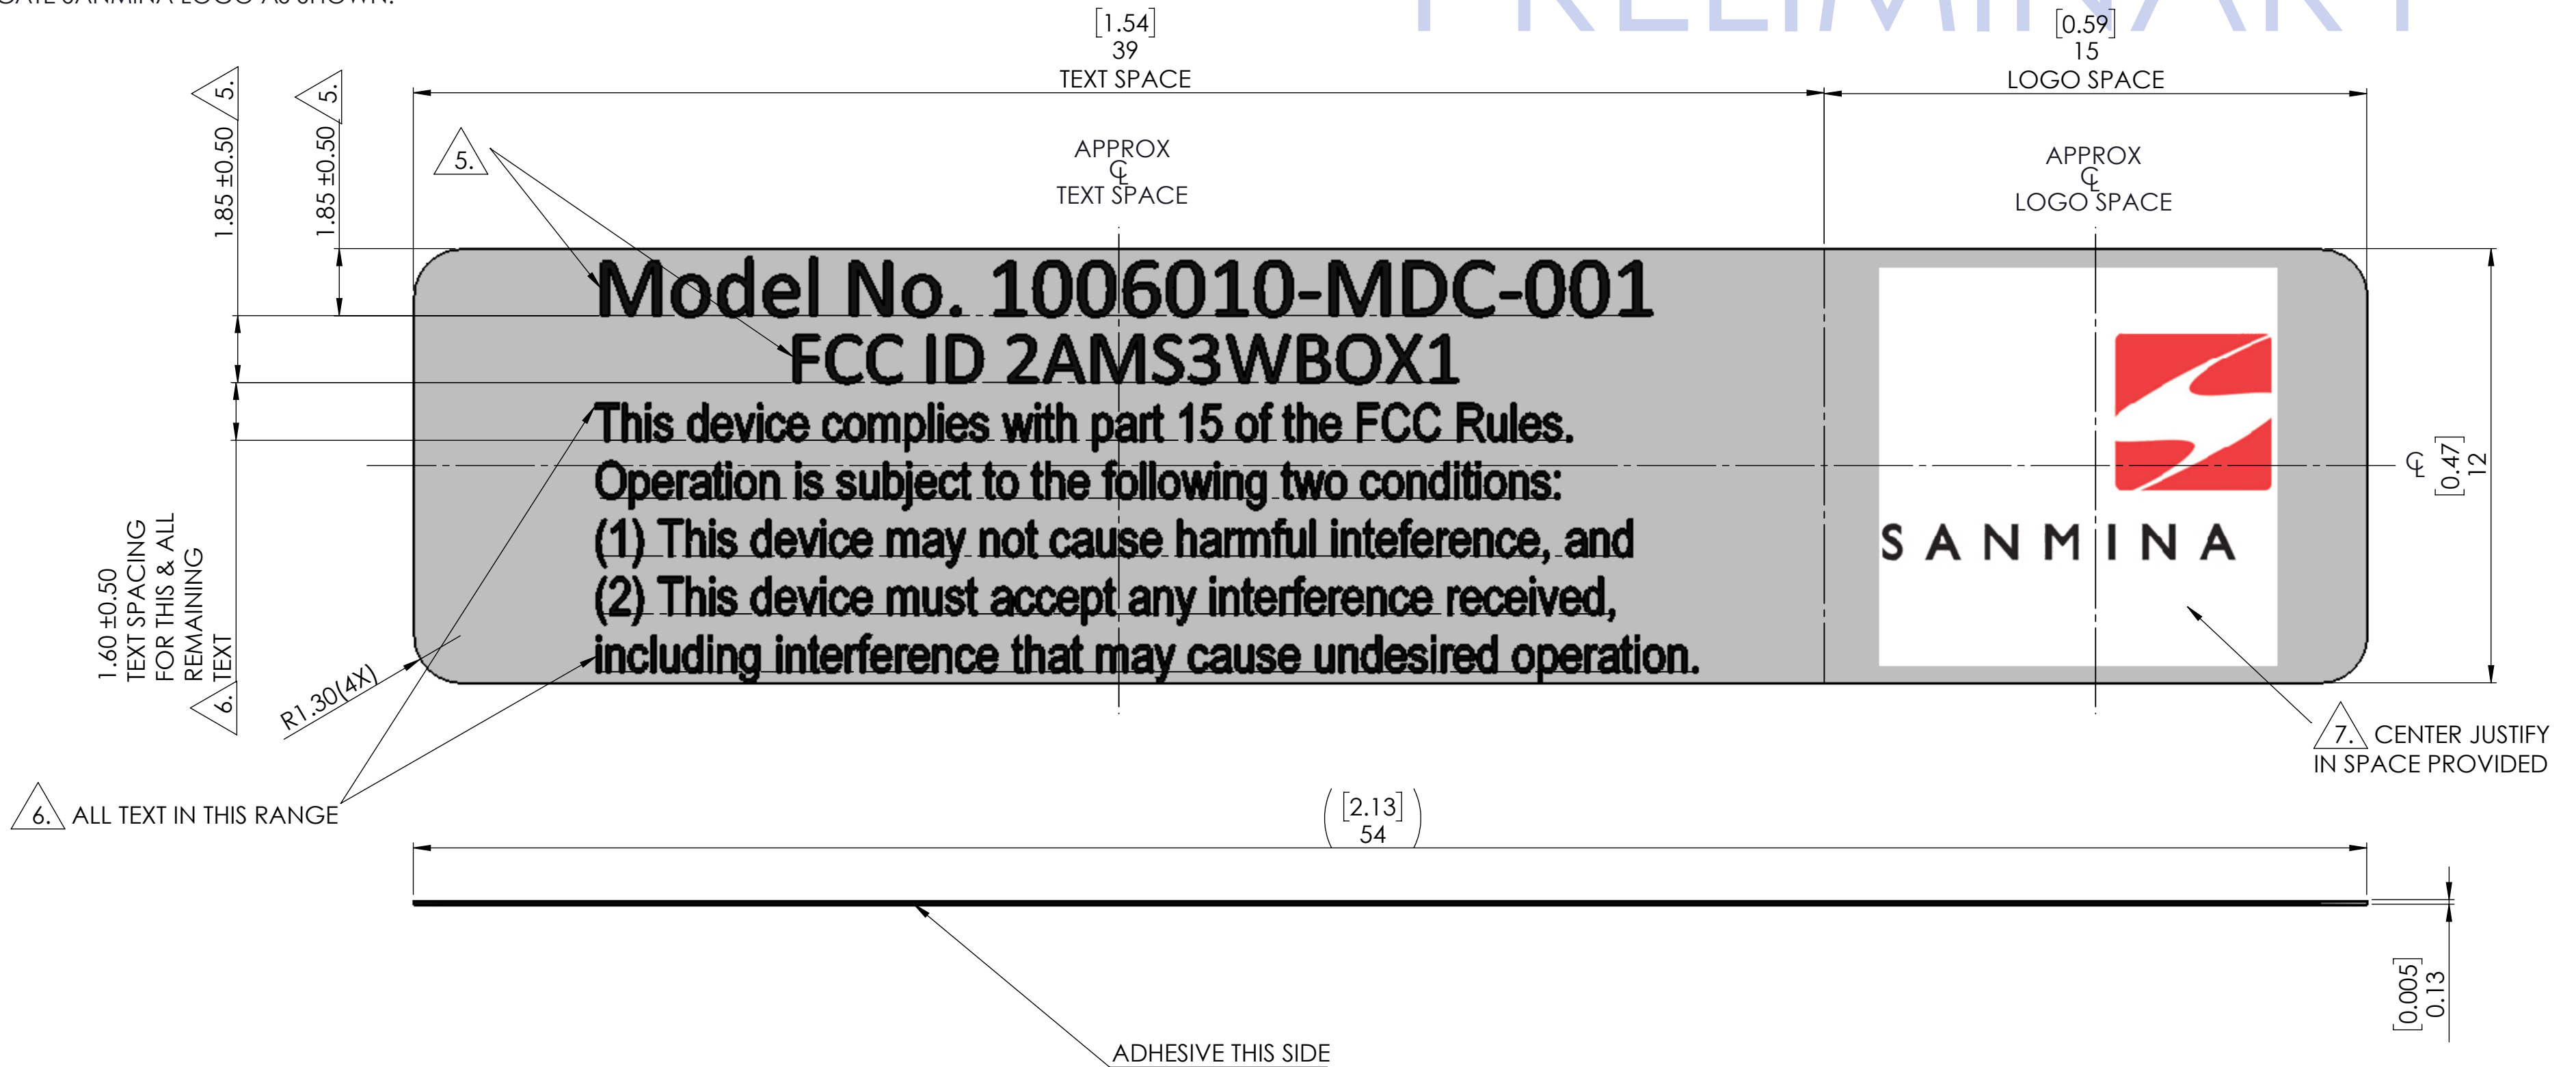 GATE SANMINA LOGO AS SHOWN.
PRELIMINARY
[1.54]
39
TEXT SPACE
[0.59]
15
LOGO SPACE
1.85 ±0.50 5.
1.85 ±0.50 5.
5.
APPROX
℄
TEXT SPACE
APPROX
℄
LOGO SPACE
Model No. 1006010-MDC-001
FCC ID 2AMS3WBOX1
This device complies with part 15 of the FCC Rules.
Operation is subject to the following two conditions:
(1) This device may not cause harmful inteference, and
(2) This device must accept any interference received,
including interference that may cause undesired operation.
SANMINA
℄
[0.47]
12
1.60 ±0.50
TEXT SPACING
FOR THIS & ALL
REMAINING
6. TEXT
R1.30(4X)
7. CENTER JUSTIFY
IN SPACE PROVIDED
6. ALL TEXT IN THIS RANGE
([2.13]
54)
[0.005]
0.13
ADHESIVE THIS SIDE